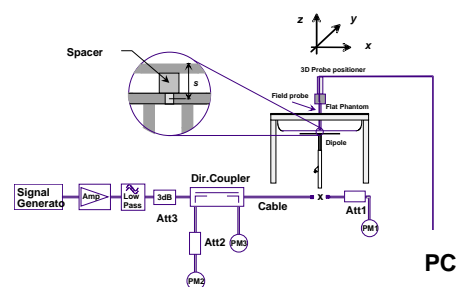 z
y
x
Spacer
s
3D Probe positioner
Field probe
Flat Phantom
Dipole
Dir.Coupler
Signal
Generato
Amp
Low
Pass
3dB
Cable
x
Att1
Att3
Att2
PM3
PM1
PM2
PC